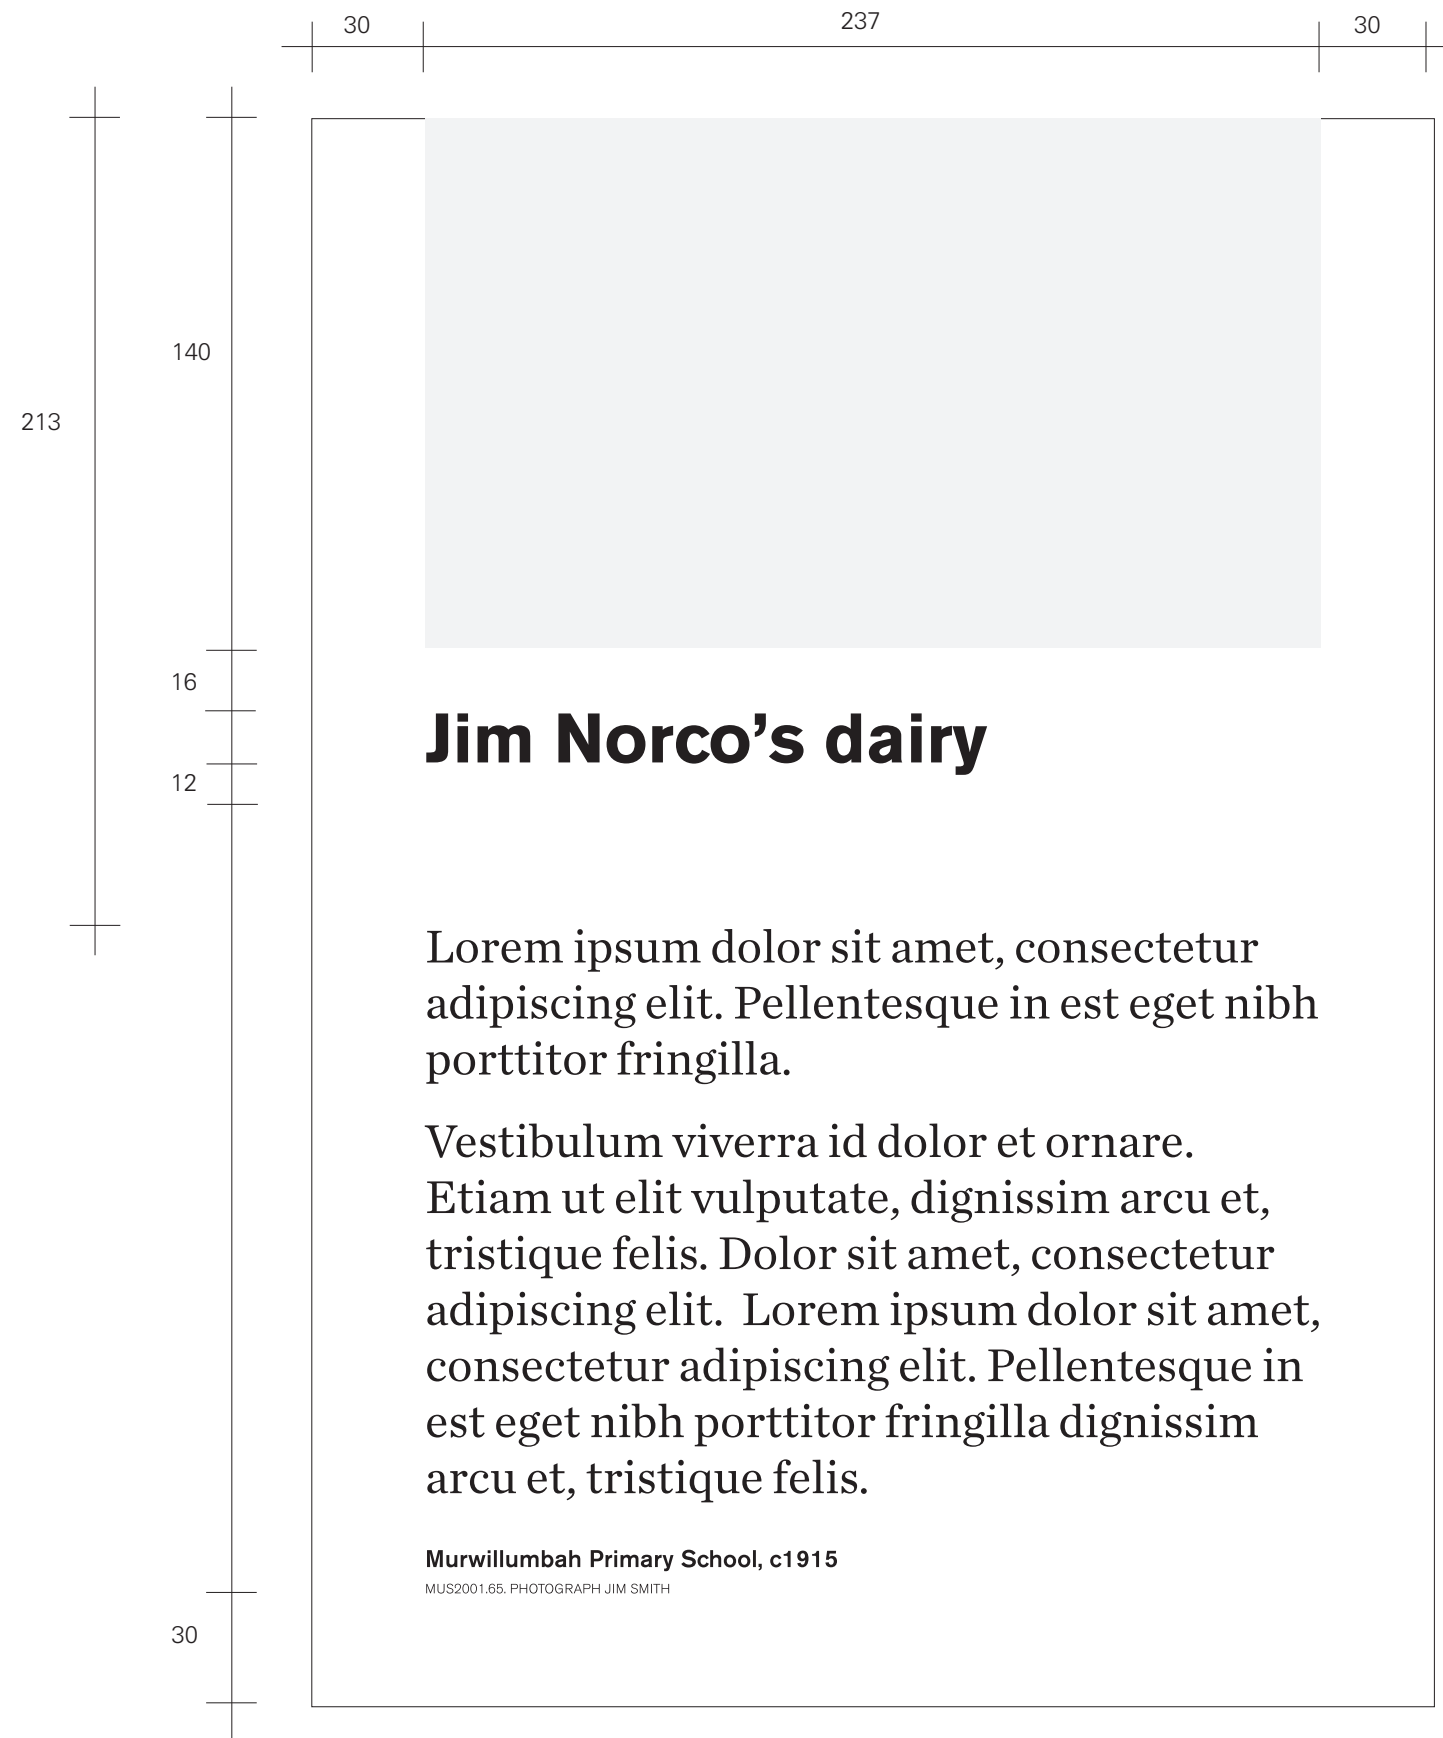 30
237
30
140
213
16
Jim Norco’s dairy
12
Lorem ipsum dolor sit amet, consectetur
adipiscing elit. Pellentesque in est eget nibh
porttitor fringilla.
Vestibulum viverra id dolor et ornare.
Etiam ut elit vulputate, dignissim arcu et,
tristique felis. Dolor sit amet, consectetur
adipiscing elit.  Lorem ipsum dolor sit amet,
consectetur adipiscing elit. Pellentesque in
est eget nibh porttitor fringilla dignissim
arcu et, tristique felis.
Murwillumbah Primary School, c1915
MUS2001.65. PHOTOGRAPH JIM SMITH
30